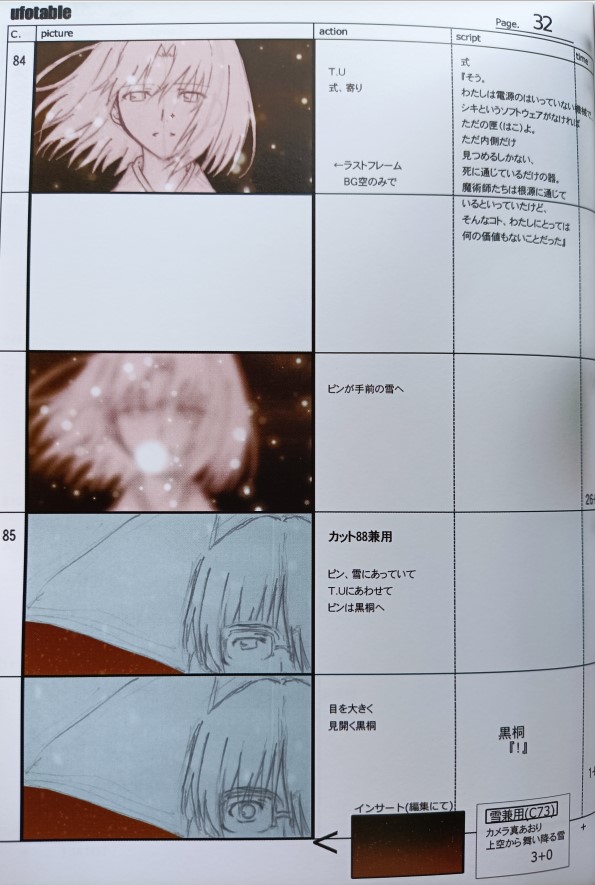 ufotable
Page. 32
C.
picture
action
script
time
84
T.U
式、寄り
←ラストフレーム
BG空のみで
式
『そう。
わたしは電源のはいっていない機械で、
シキというソフトウェアがなければ
ただの匣(はこ)よ。
ただ内側だけ
見つめるしかない、
死に通じているだけの器。
魔術師たちは根源に通じて
いるといっていたけど、
そんなコト、わたしにとっては
何の価値もないことだった』
ピンが手前の雪へ
26+
85
カット88兼用
ピン、雪にあっていて
T.Uにあわせて
ピンは黒桐へ
目を大きく
見開く黒桐
黒桐
『!』
1+
インサート(編集にて)
雪兼用(C73)
カメラ真あおり
上空から舞い降る雪
3+0
+